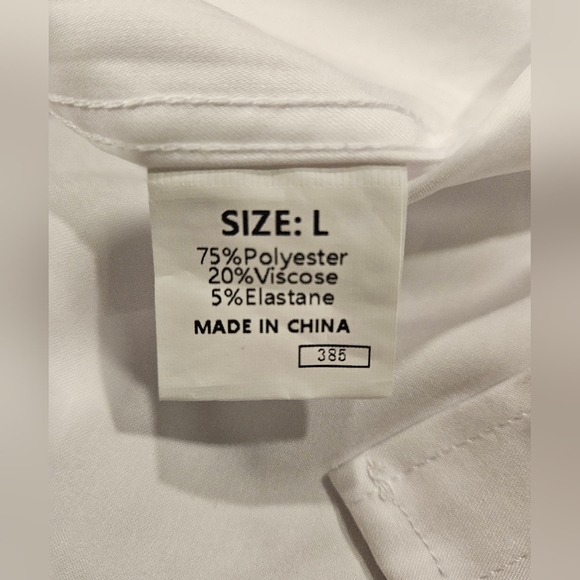 SIZE: L
75%Polyester
20%Viscose
5%Elastane
MADE IN CHINA
385